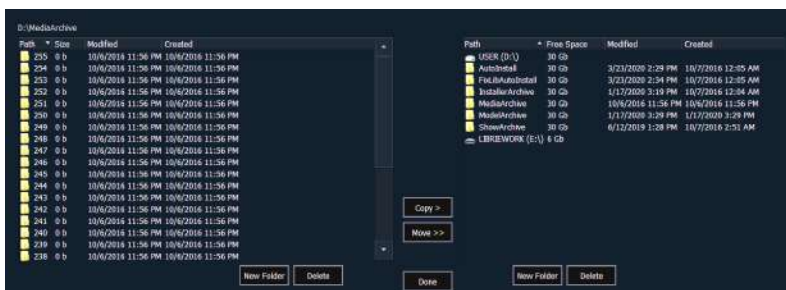 D:\MediaArchive
Path Size Modified Created
255 0 b 10/6/2016 11:56 PM 10/6/2016 11:56 PM
254 0 b 10/6/2016 11:56 PM 10/6/2016 11:56 PM
253 0 b 10/6/2016 11:56 PM 10/6/2016 11:56 PM
252 0 b 10/6/2016 11:56 PM 10/6/2016 11:56 PM
251 0 b 10/6/2016 11:56 PM 10/6/2016 11:56 PM
250 0 b 10/6/2016 11:56 PM 10/6/2016 11:56 PM
249 0 b 10/6/2016 11:56 PM 10/6/2016 11:56 PM
248 0 b 10/6/2016 11:56 PM 10/6/2016 11:56 PM
247 0 b 10/6/2016 11:56 PM 10/6/2016 11:56 PM
246 0 b 10/6/2016 11:56 PM 10/6/2016 11:56 PM
245 0 b 10/6/2016 11:56 PM 10/6/2016 11:56 PM
244 0 b 10/6/2016 11:56 PM 10/6/2016 11:56 PM
243 0 b 10/6/2016 11:56 PM 10/6/2016 11:56 PM
242 0 b 10/6/2016 11:56 PM 10/6/2016 11:56 PM
241 0 b 10/6/2016 11:56 PM 10/6/2016 11:56 PM
240 0 b 10/6/2016 11:56 PM 10/6/2016 11:56 PM
239 0 b 10/6/2016 11:56 PM 10/6/2016 11:56 PM
238 0 b 10/6/2016 11:56 PM 10/6/2016 11:56 PM
New Folder Delete
Copy >
Move >>
Done
Path Free Space Modified Created
USER (D:\) 30 Gb
AutoInstall 30 Gb 3/23/2020 2:29 PM 10/7/2016 12:05 AM
FixLibAutoInstall 30 Gb 3/23/2020 2:34 PM 10/7/2016 12:05 AM
InstallerArchive 30 Gb 1/17/2020 3:19 PM 10/7/2016 12:04 AM
MediaArchive 30 Gb 10/6/2016 11:56 PM 10/6/2016 11:56 PM
ModelArchive 30 Gb 1/17/2020 3:29 PM 1/17/2020 3:29 PM
ShowArchive 30 Gb 6/12/2019 1:28 PM 10/7/2016 2:51 AM
LIBRIEWORK (E:\) 6 Gb
New Folder Delete